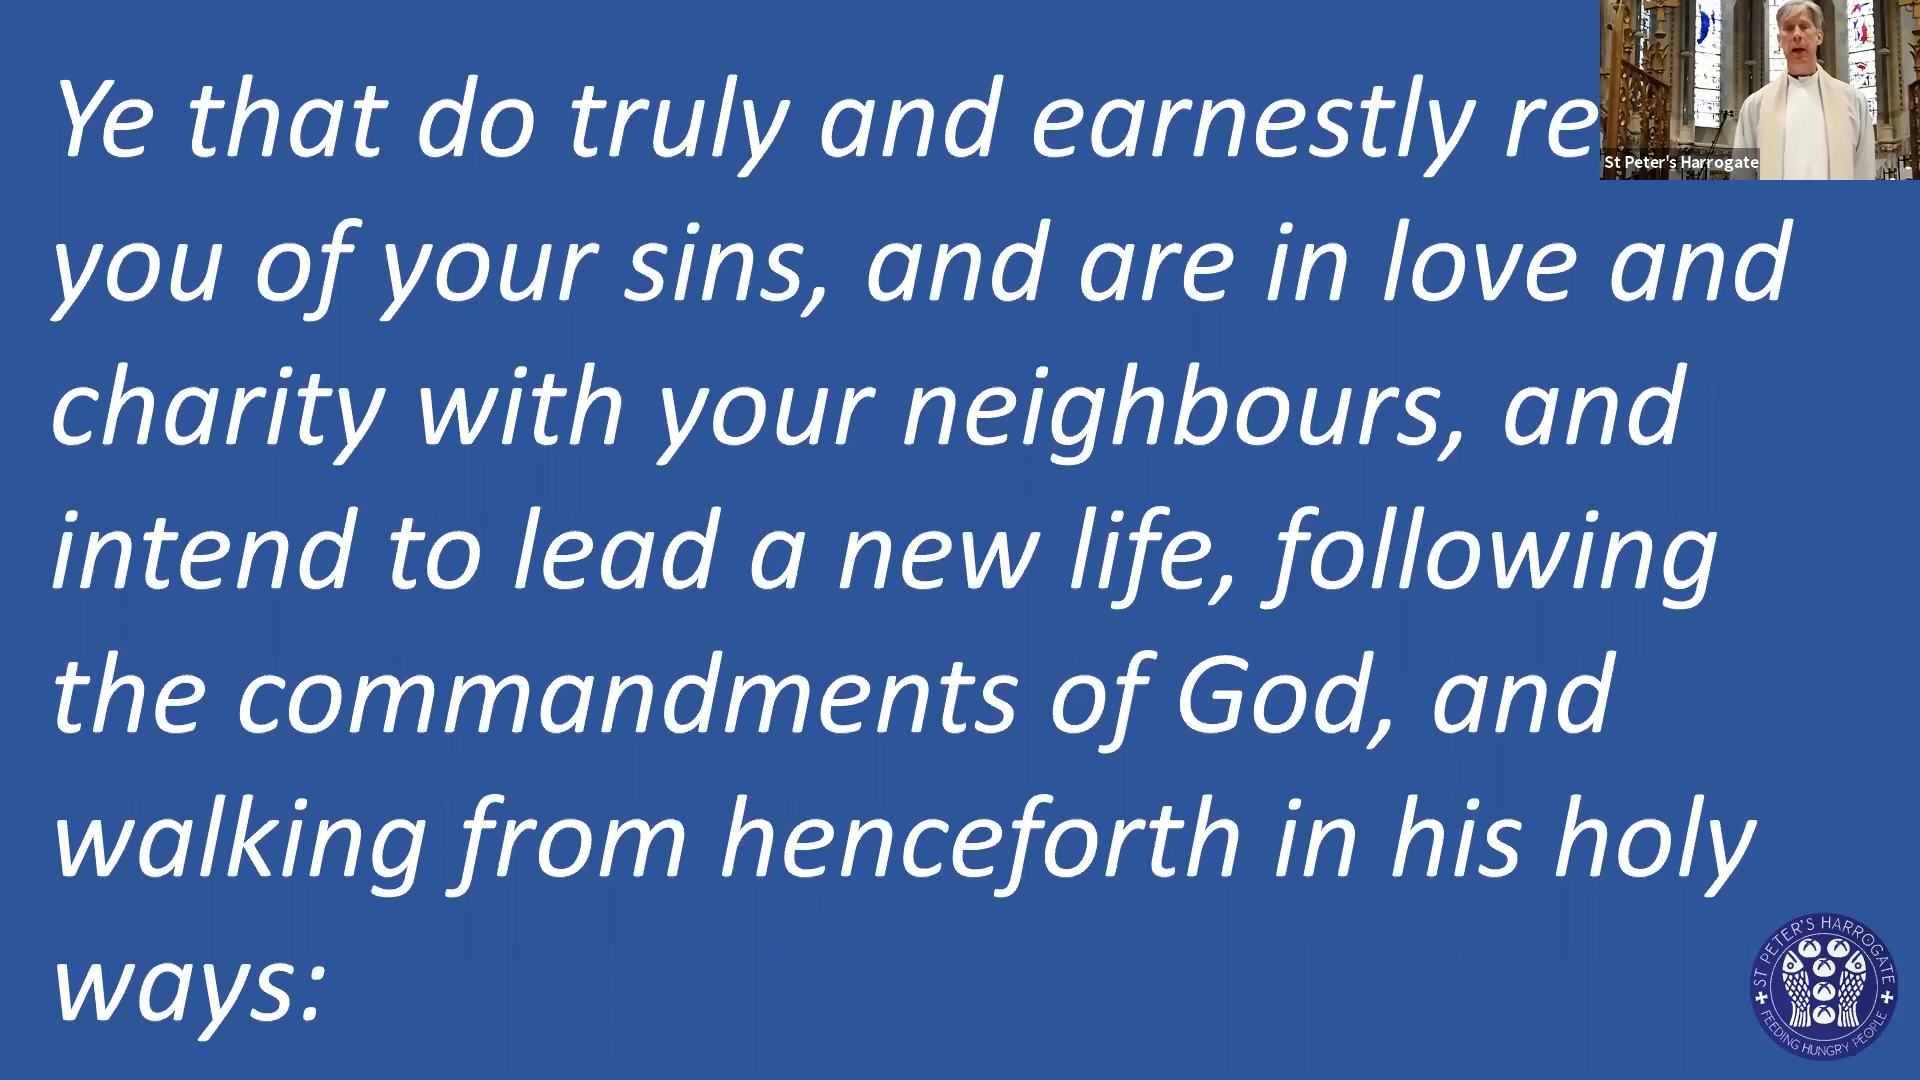 Ye that do truly and earnestly re
you of your sins, and are in love and
charity with your neighbours, and
intend to lead a new life, following
the commandments of God, and
walking from henceforth in his holy
ways:
St Peter's Harrogate
ST PETER'S HARROGATE
FEEDING HUNGRY PEOPLE